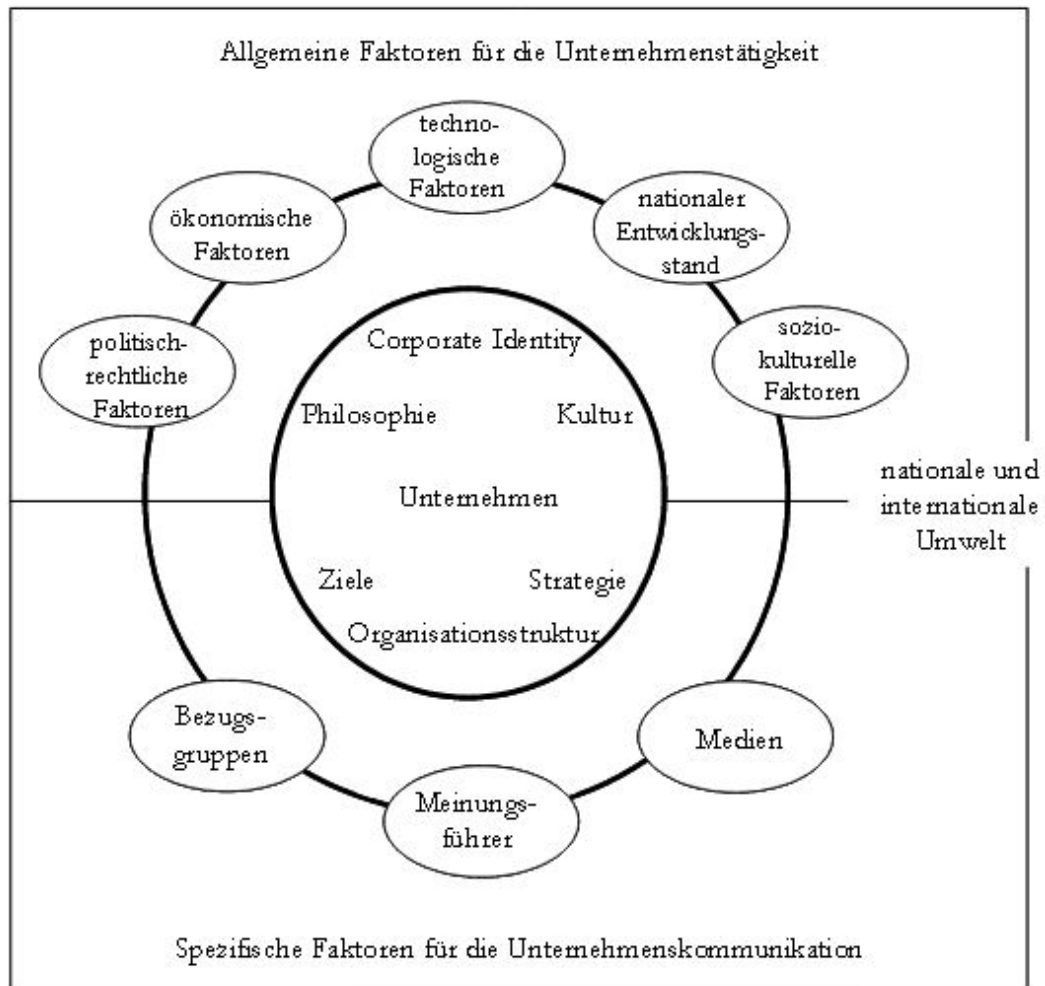 Allgemeine Faktoren für die Unternehmenstätigkeit
techno-
logische
Faktoren
ökonomische
Faktoren
nationaler
Entwicklungs-
stand
politisch-
rechtliche
Faktoren
sozio-
kulturelle
Faktoren
Corporate Identity
Philosophie
Kultur
Unternehmen
nationale und
internationale
Umwelt
Ziele
Strategie
Organisationsstruktur
Bezugs-
gruppen
Medien
Meinungs-
führer
Spezifische Faktoren für die Unternehmenskommunikation